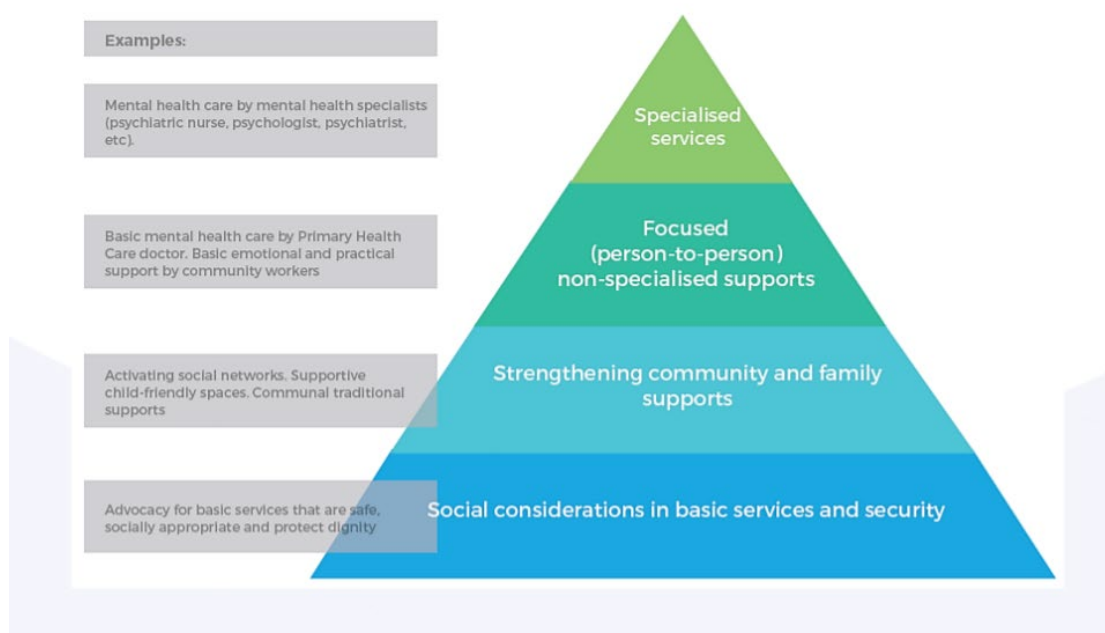 Examples:
Mental health care by mental health specialists
(psychiatric nurse, psychologist, psychiatrist,
etc).
Specialised
services
Basic mental health care by Primary Health
Care doctor. Basic emotional and practical
support by community workers
Focused
(person-to-person)
non-specialised supports
Activating social networks. Supportive
child-friendly spaces. Communal traditional
supports
Strengthening community and family
supports
Advocacy for basic services that are safe,
socially appropriate and protect dignity
Social considerations in basic services and security